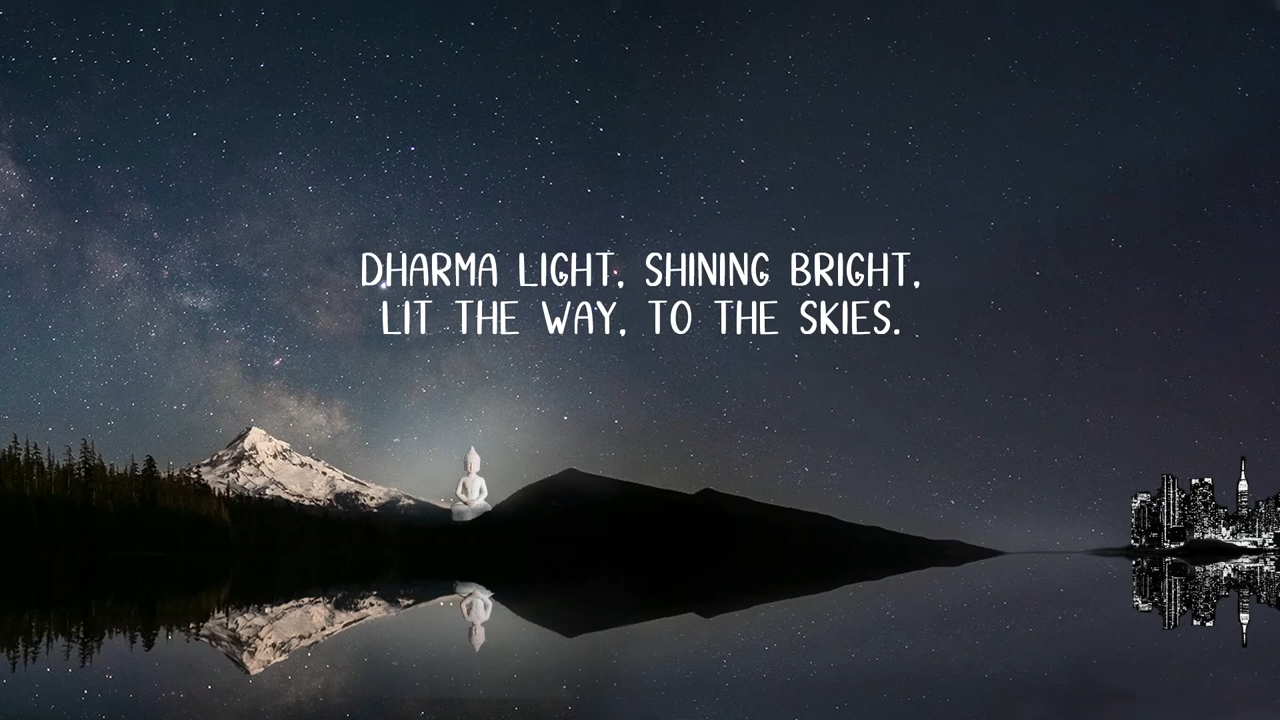 DHARMA LIGHT, SHINING BRIGHT,
LIT THE WAY, TO THE SKIES.